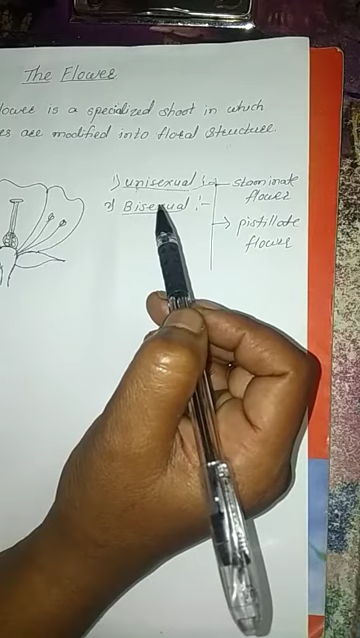 The Flower
lower is a specialized shoot in which
es are modified into floral structure.
1) Unisexual :- → staminate flower
2) Bisexual :-
→ pistillate flower